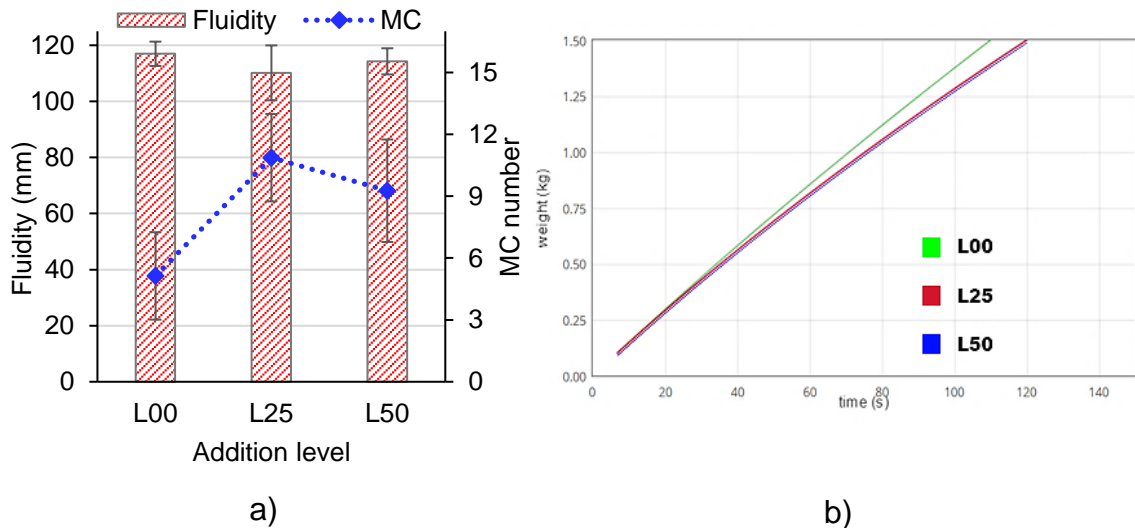 Fluidity MC
120
100
80
60
40
20
0
Fluidity (mm)
15
12
9
6
3
0
MC number
L00 L25 L50
Addition level
a)
1.50
1.25
1.00
0.75
0.50
0.25
0.00
weight (kg)
L00
L25
L50
0 20 40 60 80 100 120 140
time (s)
b)